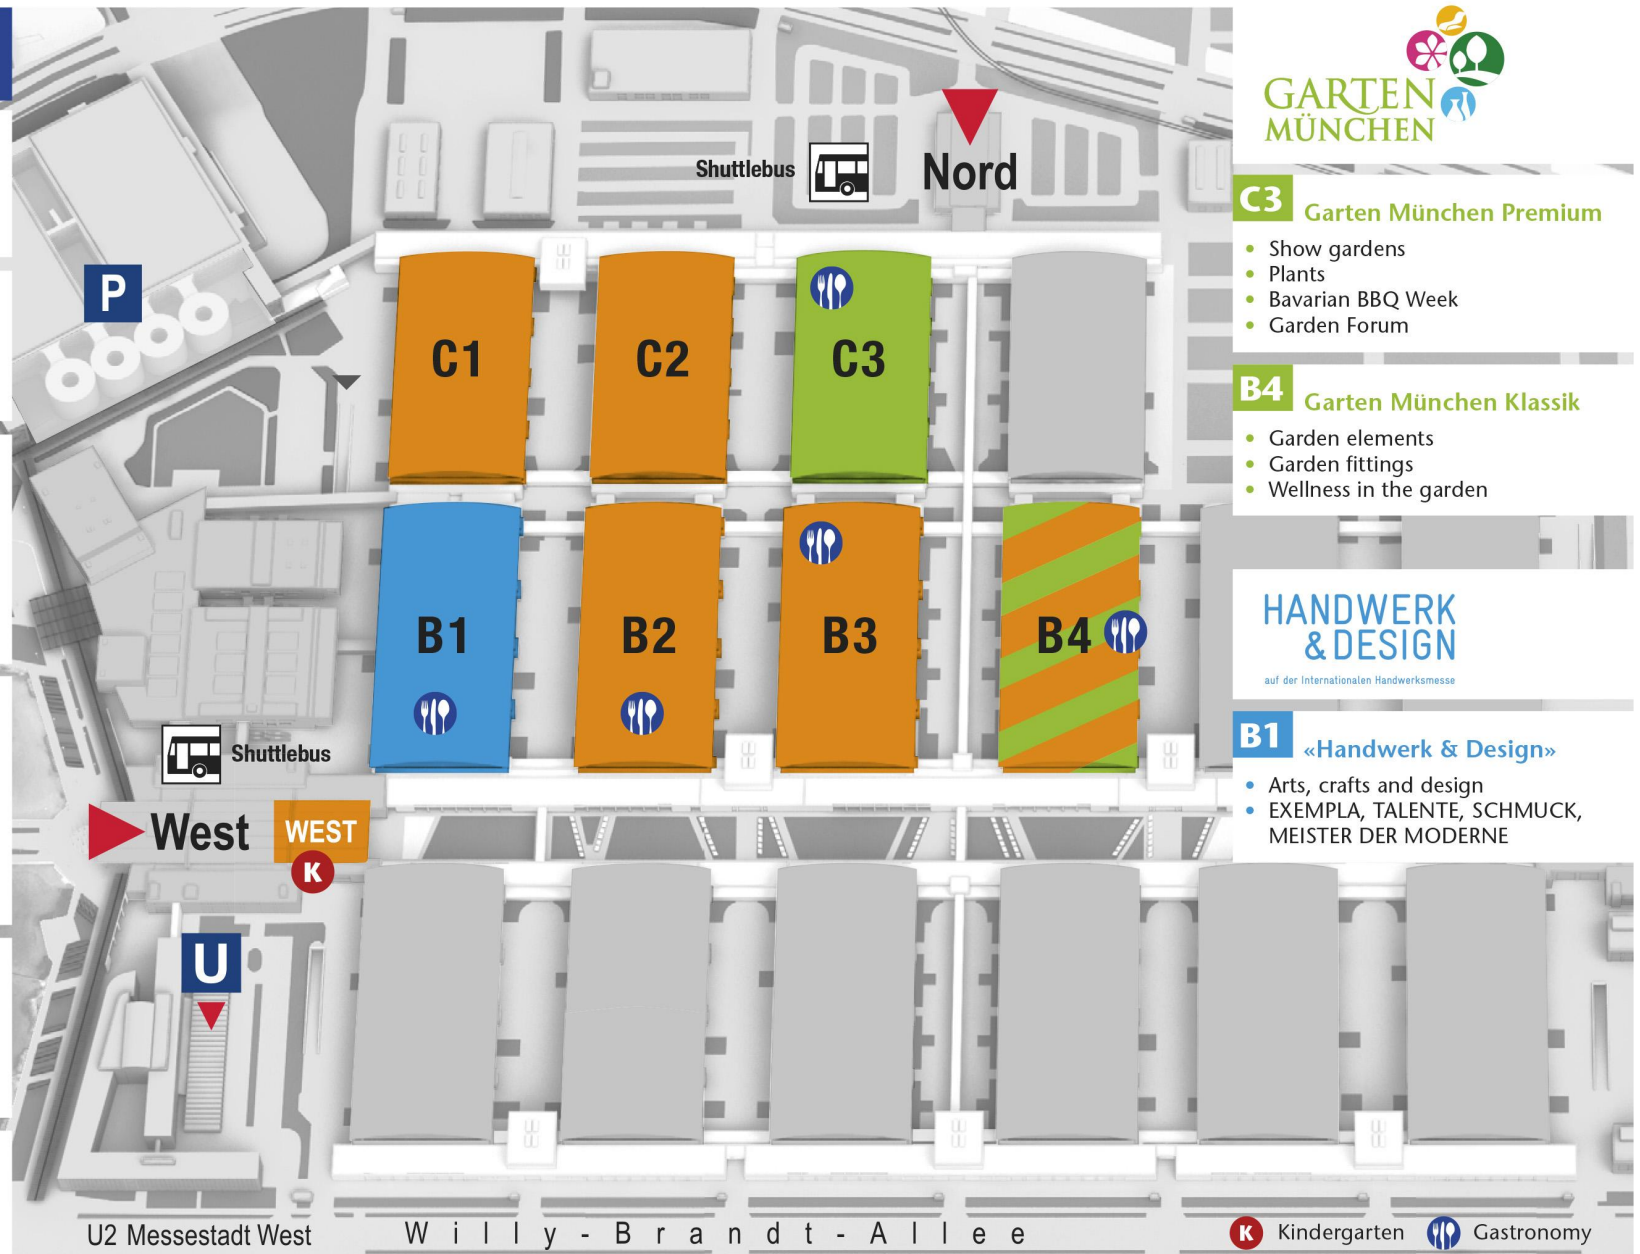 GARTEN
MÜNCHEN
Shuttlebus
Nord
C3 Garten München Premium
• Show gardens
• Plants
• Bavarian BBQ Week
• Garden Forum
P
C1
C2
C3
B4 Garten München Klassik
• Garden elements
• Garden fittings
• Wellness in the garden
B1
B2
B3
B4
HANDWERK
& DESIGN
auf der Internationalen Handwerksmesse
B1 «Handwerk & Design»
• Arts, crafts and design
• EXEMPLA, TALENTE, SCHMUCK,
MEISTER DER MODERNE
Shuttlebus
West
WEST
K
U
U2 Messestadt West
Willy-Brandt-Allee
K Kindergarten
Gastronomy